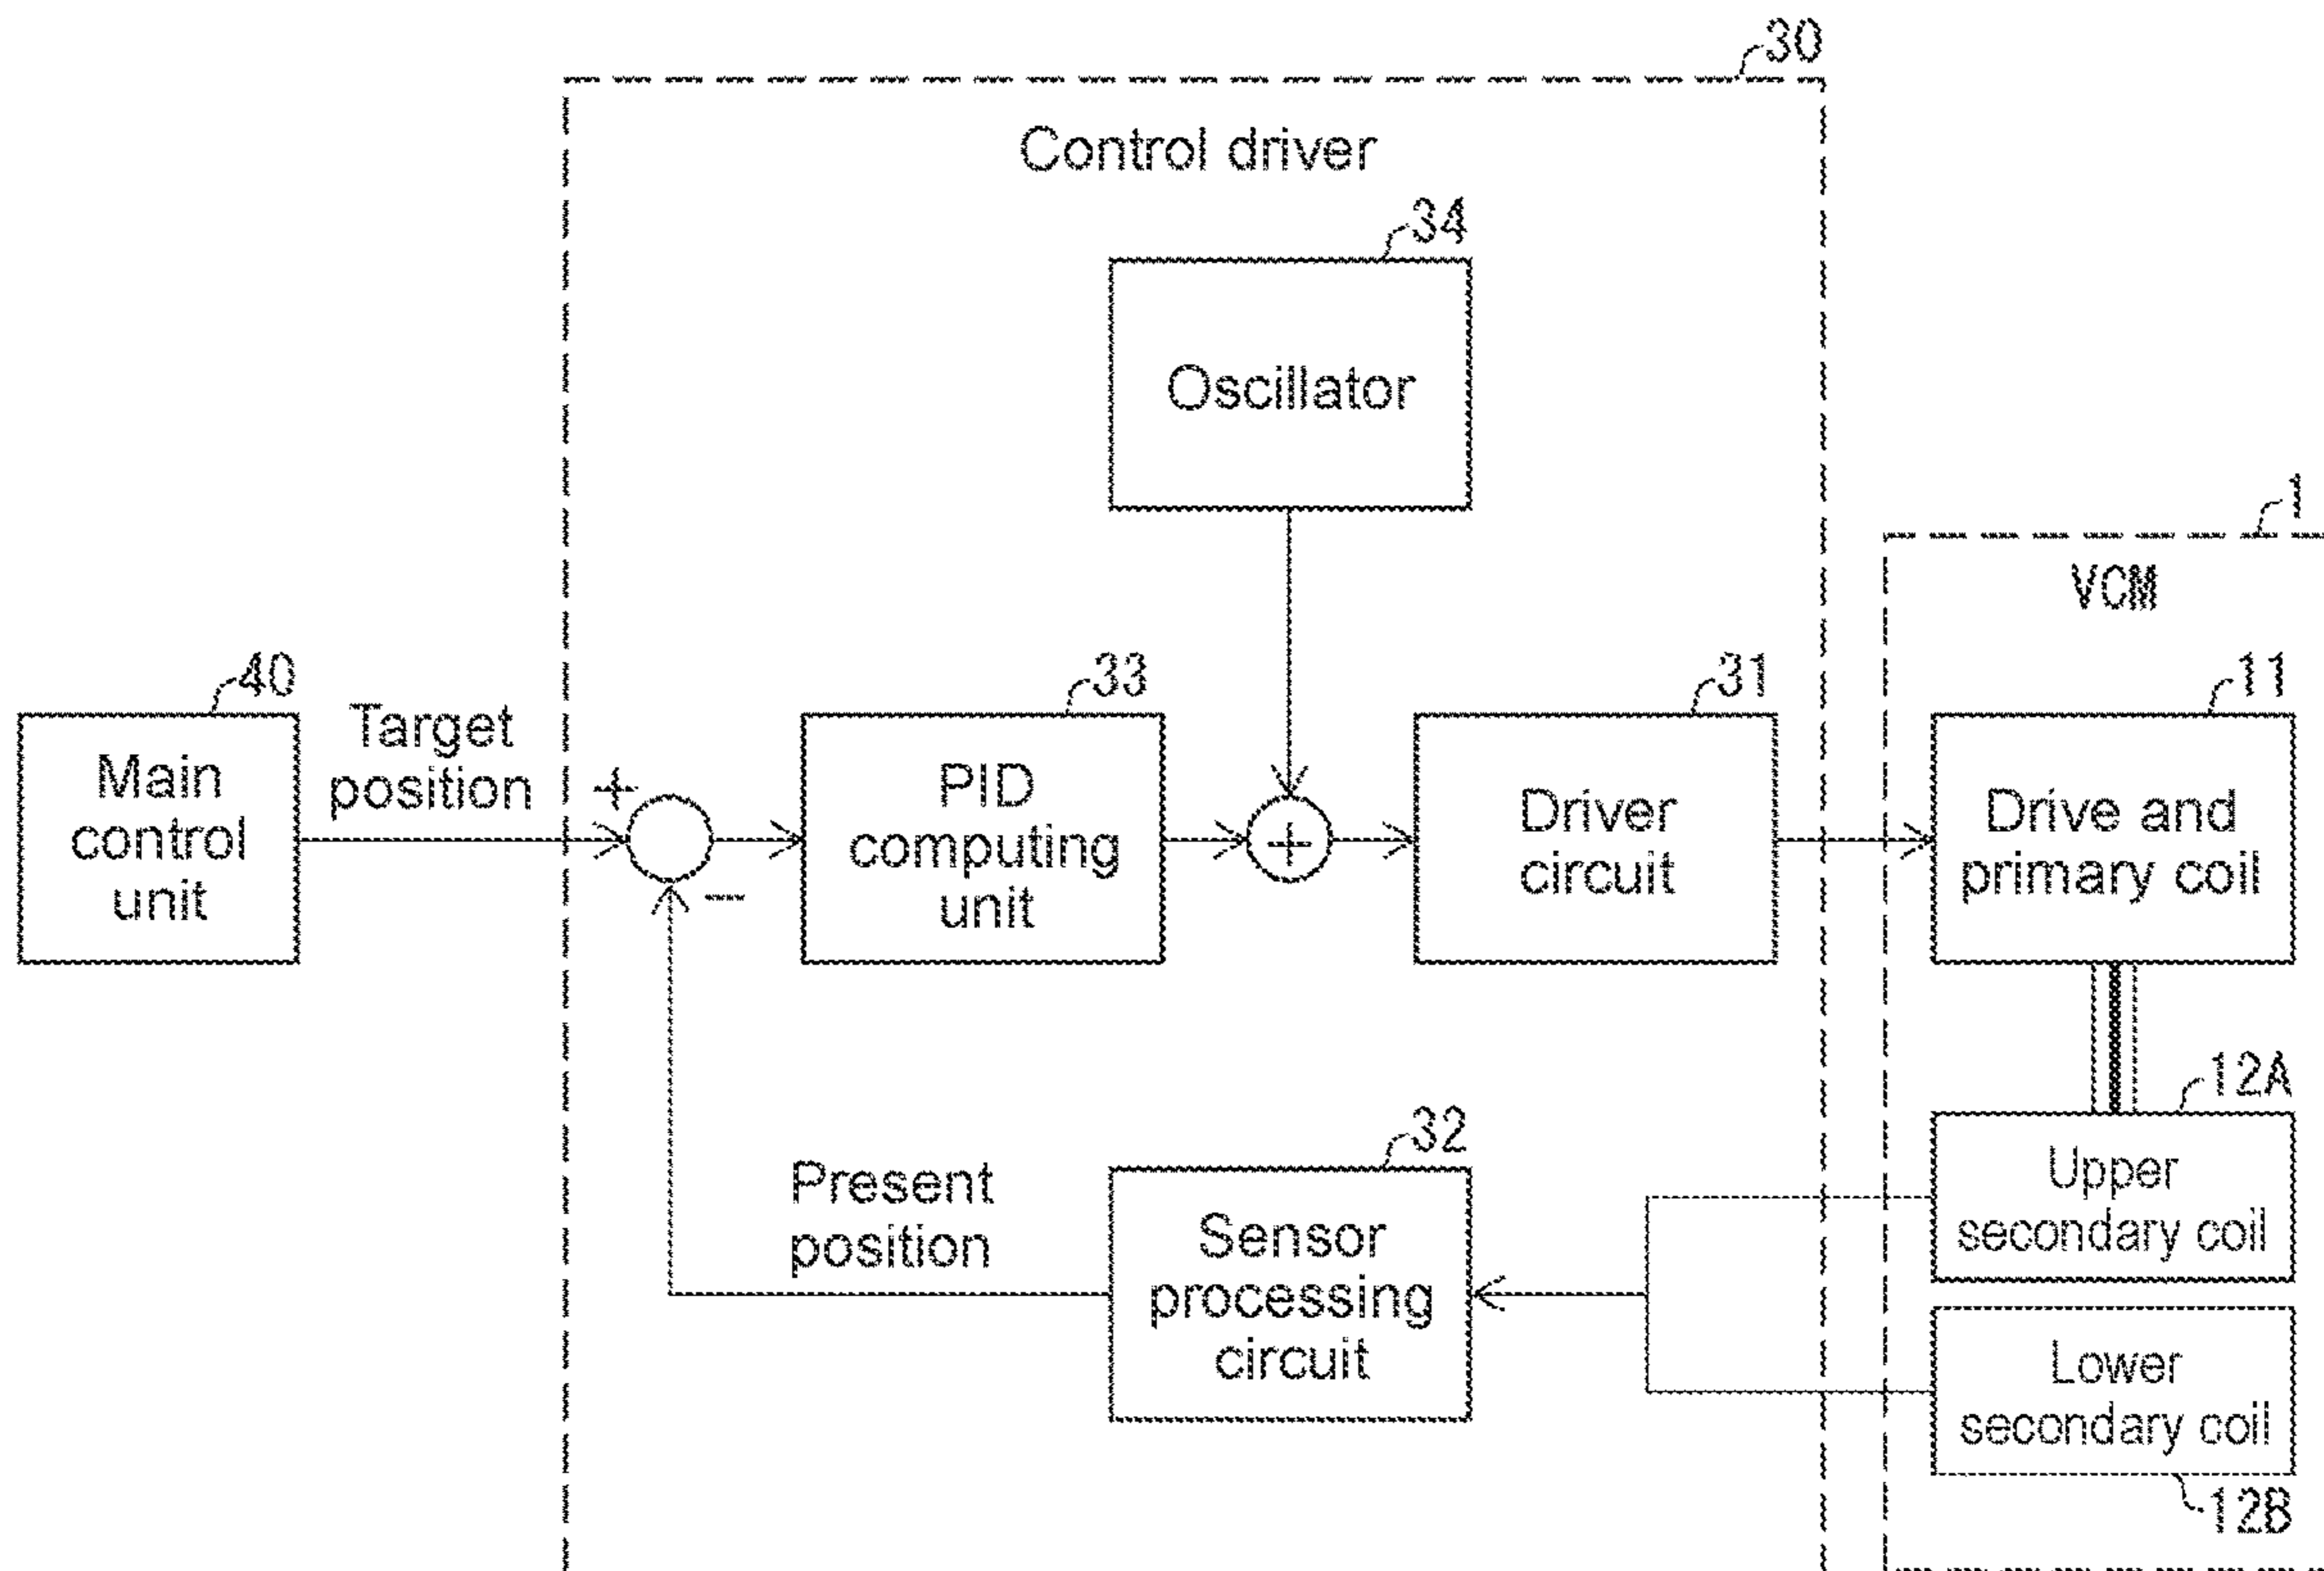 30
Control driver
34
Oscillator
1
VCM
40
Main
control
unit
Target
position
+
−
33
PID
computing
unit
+
31
Driver
circuit
11
Drive and
primary coil
12A
Upper
secondary coil
32
Sensor
processing
circuit
Present
position
Lower
secondary coil
12B